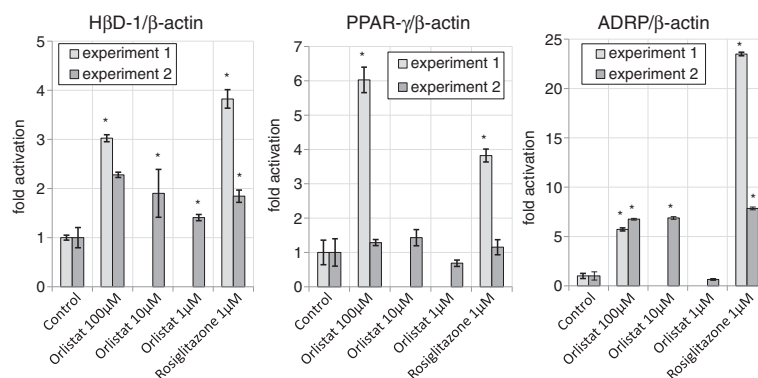 HβD-1/β-actin
fold activation
5
4
3
2
1
0
experiment 1
experiment 2
*
*
*
*
*
Control
Orlistat 100µM
Orlistat 10µM
Orlistat 1µM
Rosiglitazone 1µM
PPAR-γ/β-actin
fold activation
7
6
5
4
3
2
1
0
experiment 1
experiment 2
*
*
Control
Orlistat 100µM
Orlistat 10µM
Orlistat 1µM
Rosiglitazone 1µM
ADRP/β-actin
fold activation
25
20
15
10
5
0
experiment 1
experiment 2
*
*
*
*
*
Control
Orlistat 100µM
Orlistat 10µM
Orlistat 1µM
Rosiglitazone 1µM